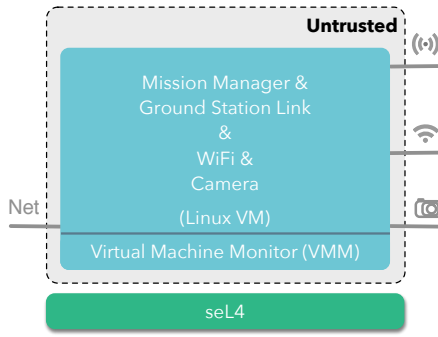 Untrusted
Mission Manager &
Ground Station Link
&
WiFi &
Camera
(Linux VM)
Net
Virtual Machine Monitor (VMM)
seL4